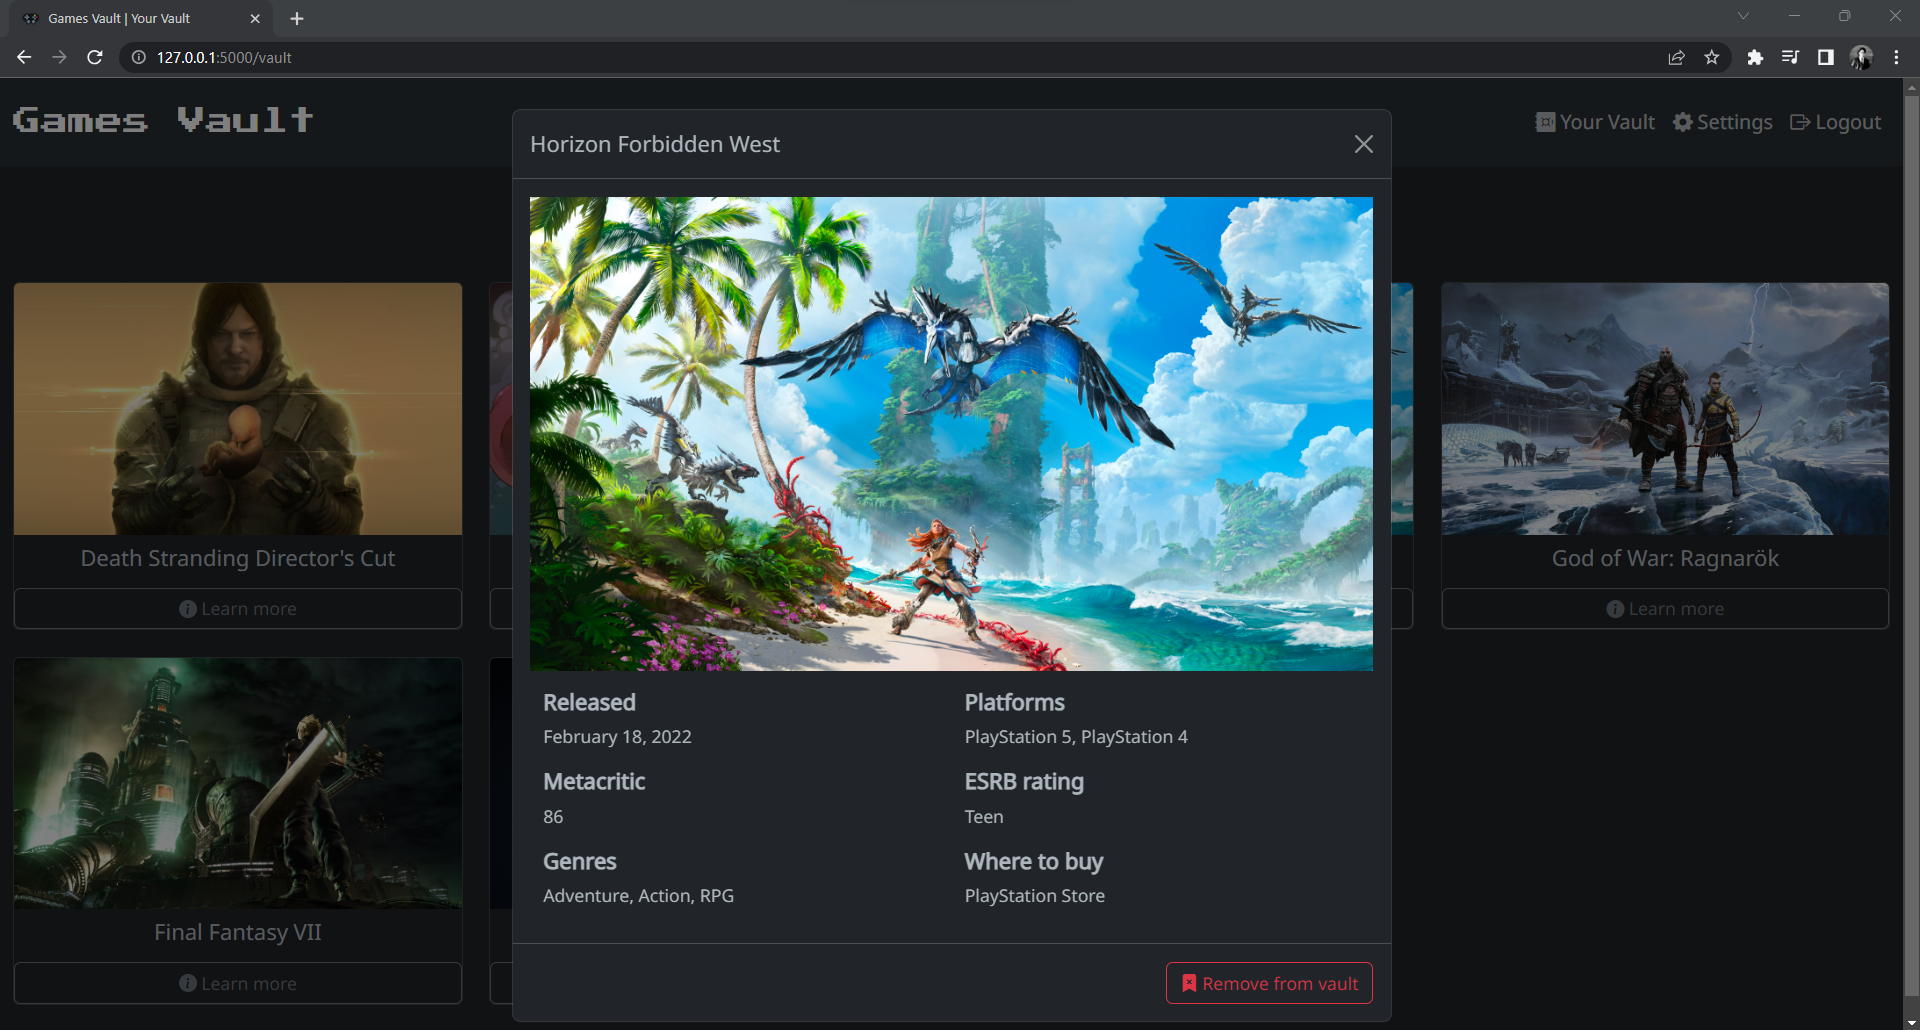 Games Vault | Your Vault
127.0.0.1:5000/vault
Games Vault
Your Vault Settings Logout
Horizon Forbidden West
Death Stranding Director's Cut
Learn more
God of War: Ragnarök
Learn more
Released
February 18, 2022
Platforms
PlayStation 5, PlayStation 4
Metacritic
86
ESRB rating
Teen
Genres
Adventure, Action, RPG
Where to buy
PlayStation Store
Final Fantasy VII
Learn more
Remove from vault